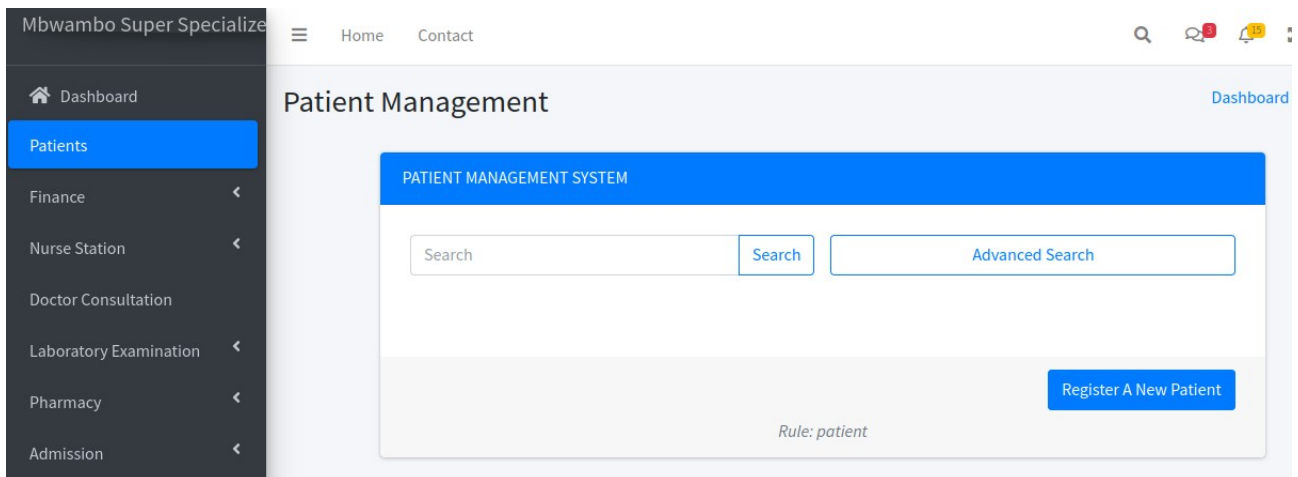 Mbwambo Super Specialize
Home Contact
3
15
Dashboard
Patients
Finance
Nurse Station
Doctor Consultation
Laboratory Examination
Pharmacy
Admission
Patient Management
Dashboard
PATIENT MANAGEMENT SYSTEM
Search Search Advanced Search
Register A New Patient
Rule: patient